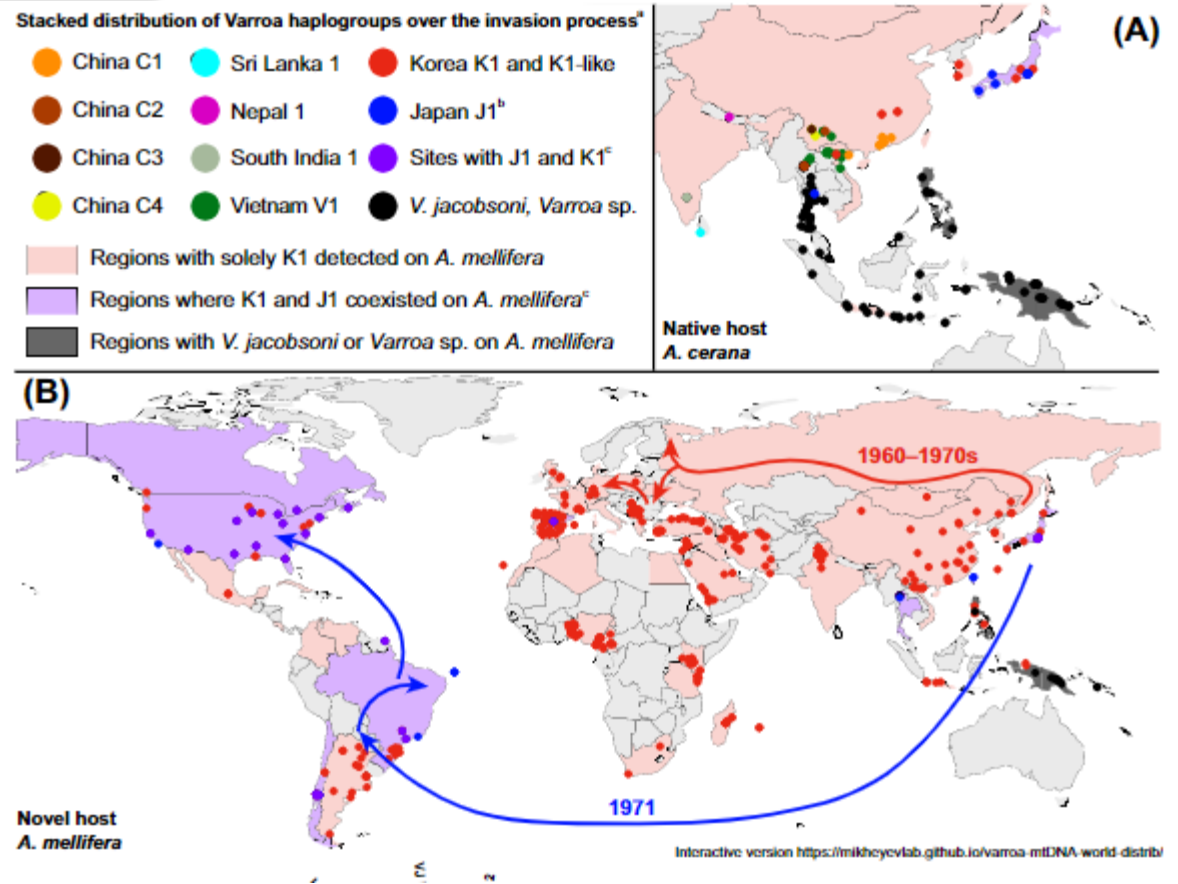 Stacked distribution of Varroa haplogroups over the invasion processᵃ
(A)
China C1
Sri Lanka 1
Korea K1 and K1-like
China C2
Nepal 1
Japan J1ᵇ
China C3
South India 1
Sites with J1 and K1ᶜ
China C4
Vietnam V1
V. jacobsoni, Varroa sp.
Regions with solely K1 detected on A. mellifera
Regions where K1 and J1 coexisted on A. melliferaᶜ
Regions with V. jacobsoni or Varroa sp. on A. mellifera
Native host
A. cerana
(B)
1960–1970s
1971
Novel host
A. mellifera
Interactive version https://mikheyevlab.github.io/varroa-mtDNA-world-distrib/